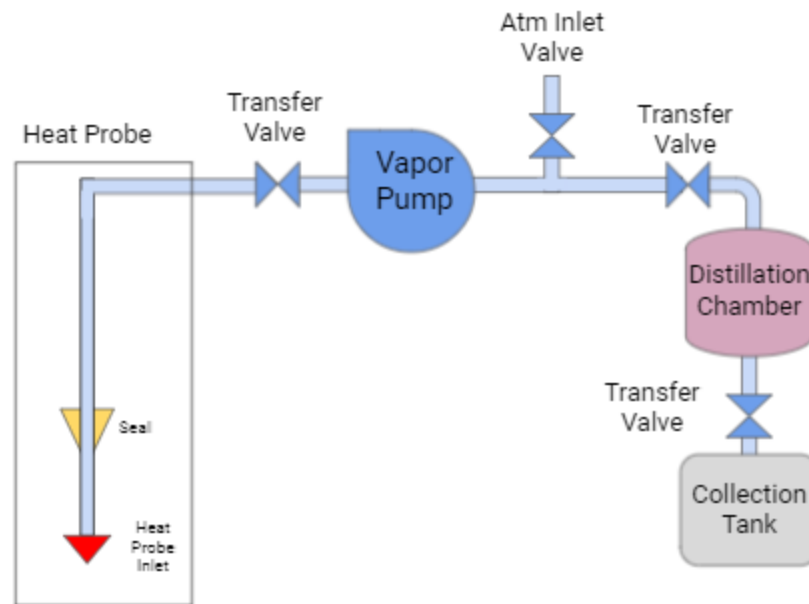 Atm Inlet
Valve
Transfer
Valve
Transfer
Valve
Heat Probe
Vapor
Pump
Distillation
Chamber
Seal
Transfer
Valve
Heat
Probe
Inlet
Collection
Tank